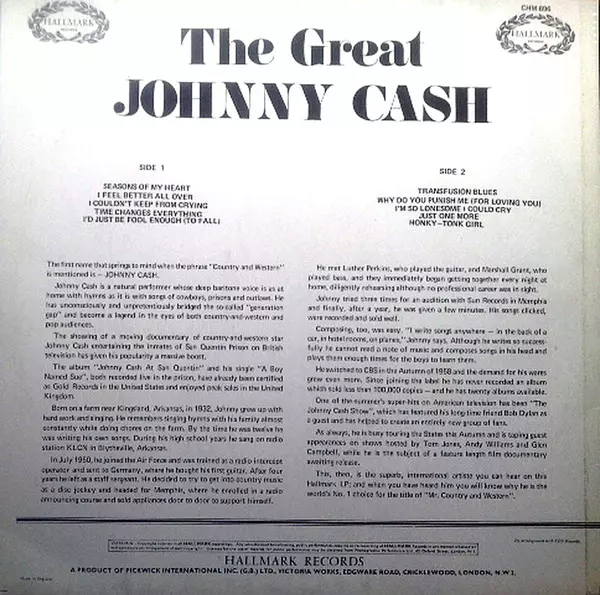 HALLMARK
CHM 696
HALLMARK
The Great
JOHNNY CASH
SIDE 1
SEASONS OF MY HEART
I FEEL BETTER ALL OVER
I COULDN'T KEEP FROM CRYING
TIME CHANGES EVERYTHING
I'D JUST BE FOOL ENOUGH (TO FALL)
SIDE 2
TRANSFUSION BLUES
WHY DO YOU PUNISH ME (FOR LOVING YOU)
I'M SO LONESOME I COULD CRY
JUST ONE MORE
HONKY-TONK GIRL
The first name that springs to mind when the phrase "Country and Western"
is mentioned is – JOHNNY CASH.
Johnny Cash is a natural performer whose deep baritone voice is as at
home with hymns as it is with songs of cowboys, prisons and outlaws. He
has unconsciously and unpretentiously bridged the so-called "generation
gap" and become a legend in the eyes of both country-and-western and
pop audiences.
The showing of a moving documentary of country-and-western star
Johnny Cash entertaining the inmates of San Quentin Prison on British
television has given his popularity a massive boost.
The album "Johnny Cash At San Quentin" and his single "A Boy
Named Sue", both recorded live in the prison, have already been certified
as Gold Records in the United States and enjoyed peak sales in the United
Kingdom.
Born on a farm near Kingsland, Arkansas, in 1932, Johnny grew up with
hard work and singing. He remembers singing hymns with his family almost
constantly while doing chores on the farm. By the time he was twelve he
was writing his own songs. During his high school years he sang on radio
station KLCN in Blytheville, Arkansas.
In July 1950, he joined the Air Force and was trained as a radio intercept
operator and sent to Germany, where he bought his first guitar. After four
years he left as a staff sergeant. He decided to try to get into country music
as a disc jockey and headed for Memphis, where he enrolled in a radio
announcing course and sold appliances door to door to support himself.
He met Luther Perkins, who played the guitar, and Marshall Grant, who
played bass, and they immediately began getting together every night at
home, diligently rehearsing although no professional career was in sight.
Johnny tried three times for an audition with Sun Records in Memphis
and finally, after a year, he was given a few minutes. His songs clicked,
were recorded and sold well.
Composing, too, was easy. "I write songs anywhere – in the back of a
car, in hotel rooms, on planes," Johnny says. Although he writes so success-
fully he cannot read a note of music and composes songs in his head and
plays them enough times for the boys to learn them.
He switched to CBS in the Autumn of 1958 and the demand for his works
grew even more. Since joining the label he has never recorded an album
which sold less than 100,000 copies – and he has twenty albums available.
One of the summer's super-hits on American television has been "The
Johnny Cash Show", which has featured his long-time friend Bob Dylan as
a guest and has helped to create an entirely new group of fans.
As always, he is busy touring the States this Autumn and is taping guest
appearances on shows hosted by Tom Jones, Andy Williams and Glen
Campbell, while he is the subject of a feature length film documentary
awaiting release.
This, then, is the superb, international artiste you can hear on this
Hallmark LP; and when you have heard him you will know why he is the
world's No. 1 choice for the title of "Mr. Country and Western".
HALLMARK RECORDS
A PRODUCT OF PICKWICK INTERNATIONAL INC. (G.B.) LTD., VICTORIA WORKS, EDGWARE ROAD, CRICKLEWOOD, LONDON, N.W.2.